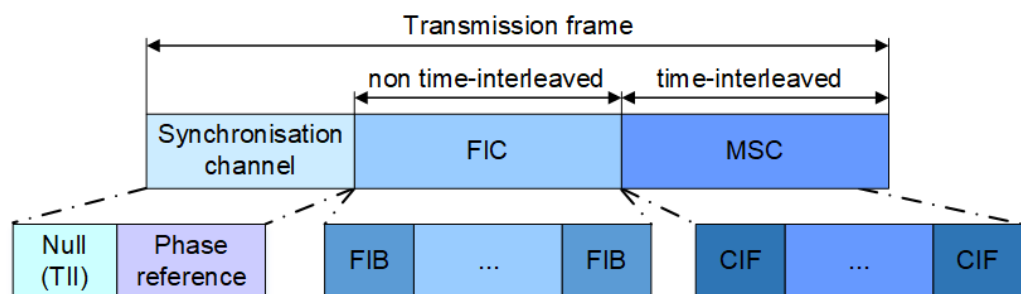 Transmission frame
non time-interleaved
time-interleaved
Synchronisation
channel
FIC
MSC
Null
(TII)
Phase
reference
FIB
...
FIB
CIF
...
CIF